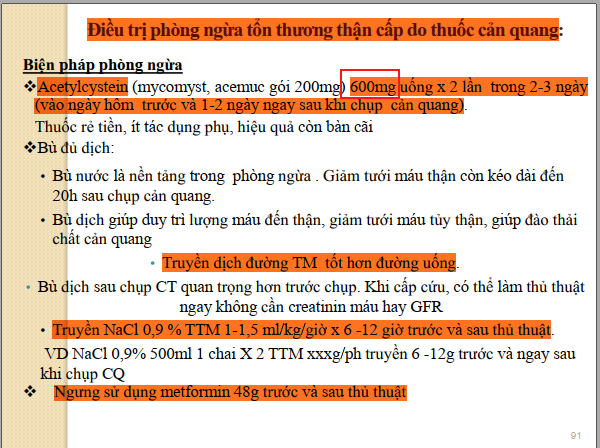 Điều trị phòng ngừa tổn thương thận cấp do thuốc cản quang:
Biện pháp phòng ngừa
❖Acetylcystein (mycomyst, acemuc gói 200mg) 600mg uống x 2 lần trong 2-3 ngày
(vào ngày hôm trước và 1-2 ngày ngay sau khi chụp cản quang).
Thuốc rẻ tiền, ít tác dụng phụ, hiệu quả còn bàn cãi
❖Bù đủ dịch:
• Bù nước là nền tảng trong phòng ngừa . Giảm tưới máu thận còn kéo dài đến
20h sau chụp cản quang.
• Bù dịch giúp duy trì lượng máu đến thận, giảm tưới máu tủy thận, giúp đào thải
chất cản quang
• Truyền dịch đường TM tốt hơn đường uống.
• Bù dịch sau chụp CT quan trọng hơn trước chụp. Khi cấp cứu, có thể làm thủ thuật
ngay không cần creatinin máu hay GFR
• Truyền NaCl 0,9 % TTM 1-1,5 ml/kg/giờ x 6 -12 giờ trước và sau thủ thuật.
VD NaCl 0,9% 500ml 1 chai X 2 TTM xxxg/ph truyền 6 -12g trước và ngay sau
khi chụp CQ
❖ Ngưng sử dụng metformin 48g trước và sau thủ thuật
91